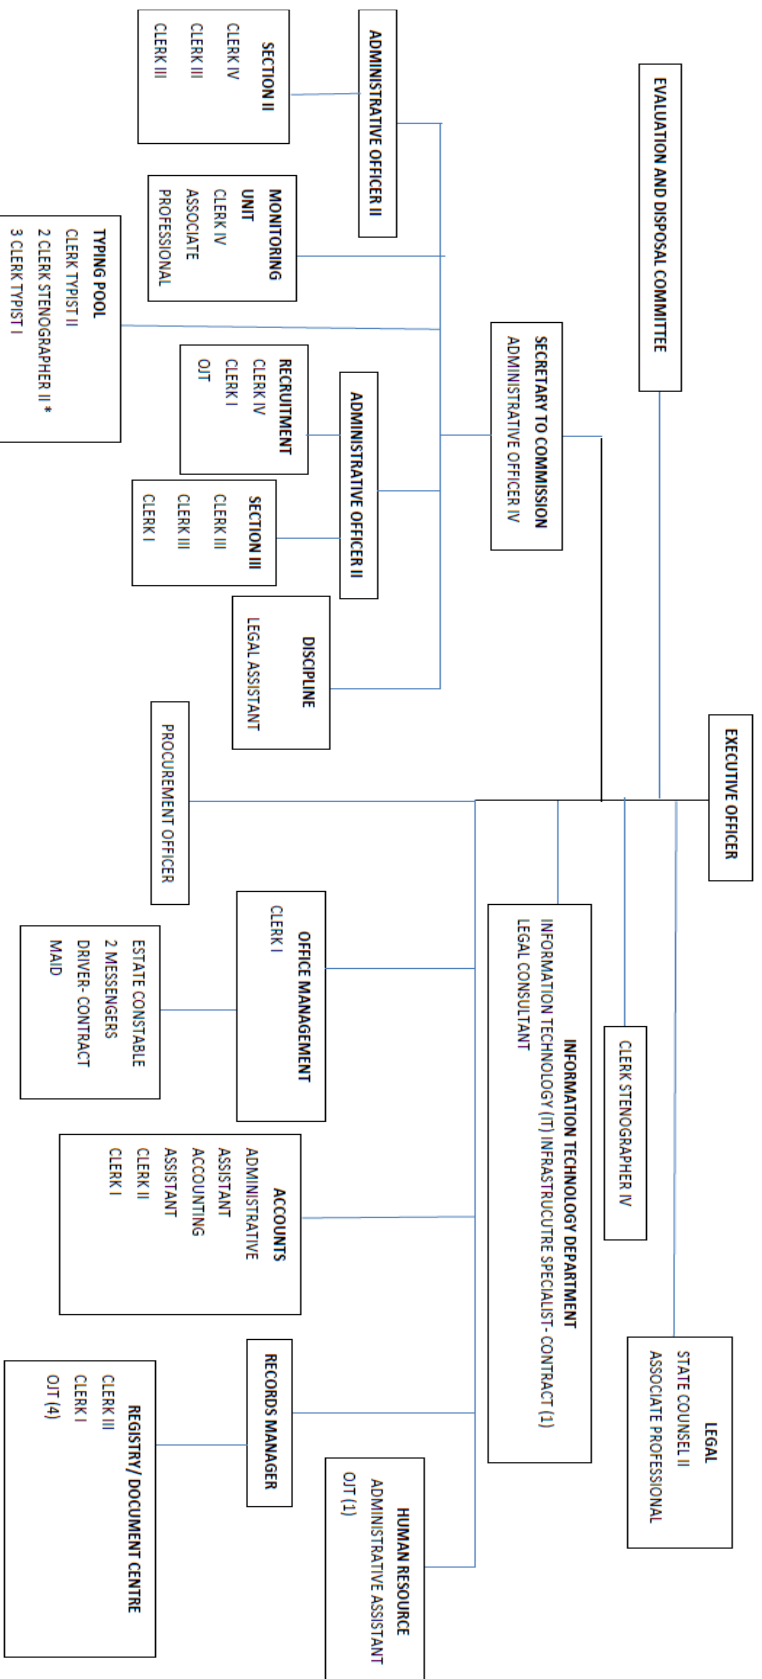 EXECUTIVE OFFICER
EVALUATION AND DISPOSAL COMMITTEE
LEGAL
STATE COUNSEL II
ASSOCIATE PROFESSIONAL
CLERK STENOGRAPHER IV
INFORMATION TECHNOLOGY DEPARTMENT
INFORMATION TECHNOLOGY (IT) INFRASTRUCUTRE SPECIALIST- CONTRACT (1)
LEGAL CONSULTANT
SECRETARY TO COMMISSION
ADMINISTRATIVE OFFICER IV
ADMINISTRATIVE OFFICER II
SECTION II
CLERK IV
CLERK III
CLERK III
MONITORING
UNIT
CLERK IV
ASSOCIATE
PROFESSIONAL
TYPING POOL
CLERK TYPIST II
2 CLERK STENOGRAPHER II *
3 CLERK TYPIST I
ADMINISTRATIVE OFFICER II
RECRUITMENT
CLERK IV
CLERK I
OJT
SECTION III
CLERK III
CLERK III
CLERK I
DISCIPLINE
LEGAL ASSISTANT
PROCUREMENT OFFICER
OFFICE MANAGEMENT
CLERK I
ESTATE CONSTABLE
2 MESSENGERS
DRIVER- CONTRACT
MAID
ACCOUNTS
ADMINISTRATIVE
ASSISTANT
ACCOUNTING
ASSISTANT
CLERK II
CLERK I
RECORDS MANAGER
REGISTRY/ DOCUMENT CENTRE
CLERK III
CLERK I
OJT (4)
HUMAN RESOURCE
ADMINISTRATIVE ASSISTANT
OJT (1)